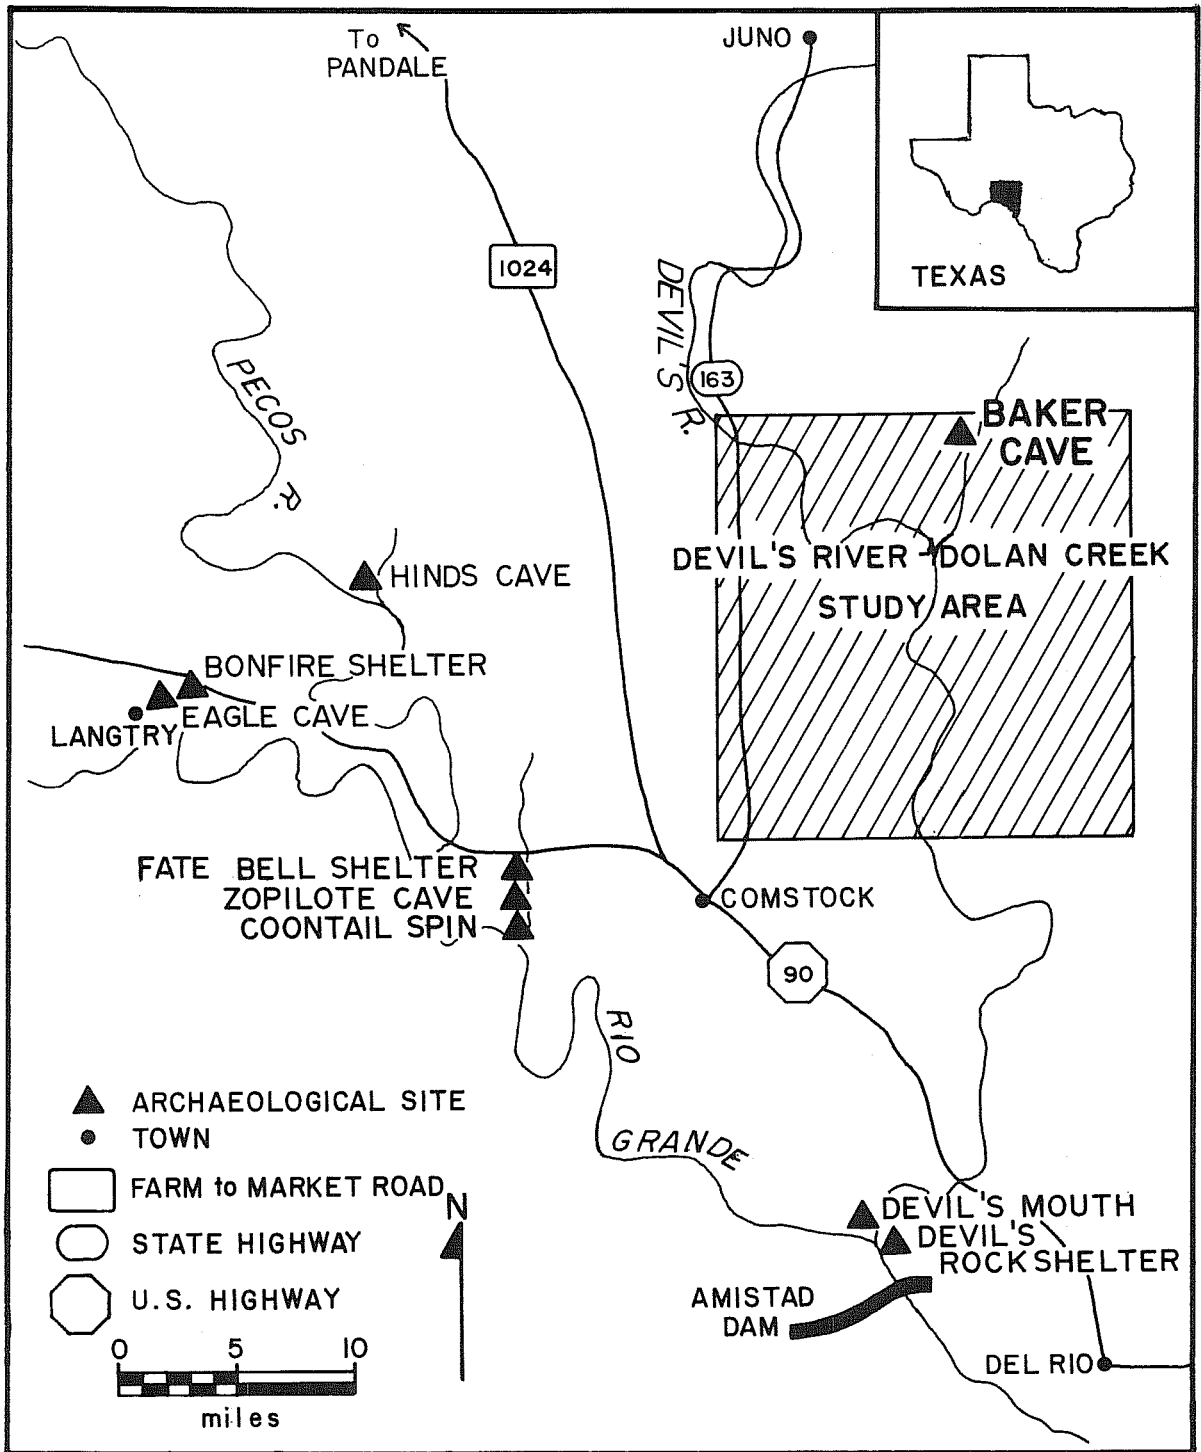 To
PANDALE
JUNO
TEXAS
1024
DEVIL'S R.
163
PECOS R.
BAKER
CAVE
DEVIL'S RIVER - DOLAN CREEK
STUDY AREA
HINDS CAVE
BONFIRE SHELTER
EAGLE CAVE
LANGTRY
FATE BELL SHELTER
ZOPILOTE CAVE
COONTAIL SPIN
COMSTOCK
90
RIO
GRANDE
ARCHAEOLOGICAL SITE
TOWN
FARM to MARKET ROAD
STATE HIGHWAY
U.S. HIGHWAY
N
0 5 10
miles
DEVIL'S MOUTH
DEVIL'S
ROCKSHELTER
AMISTAD
DAM
DEL RIO